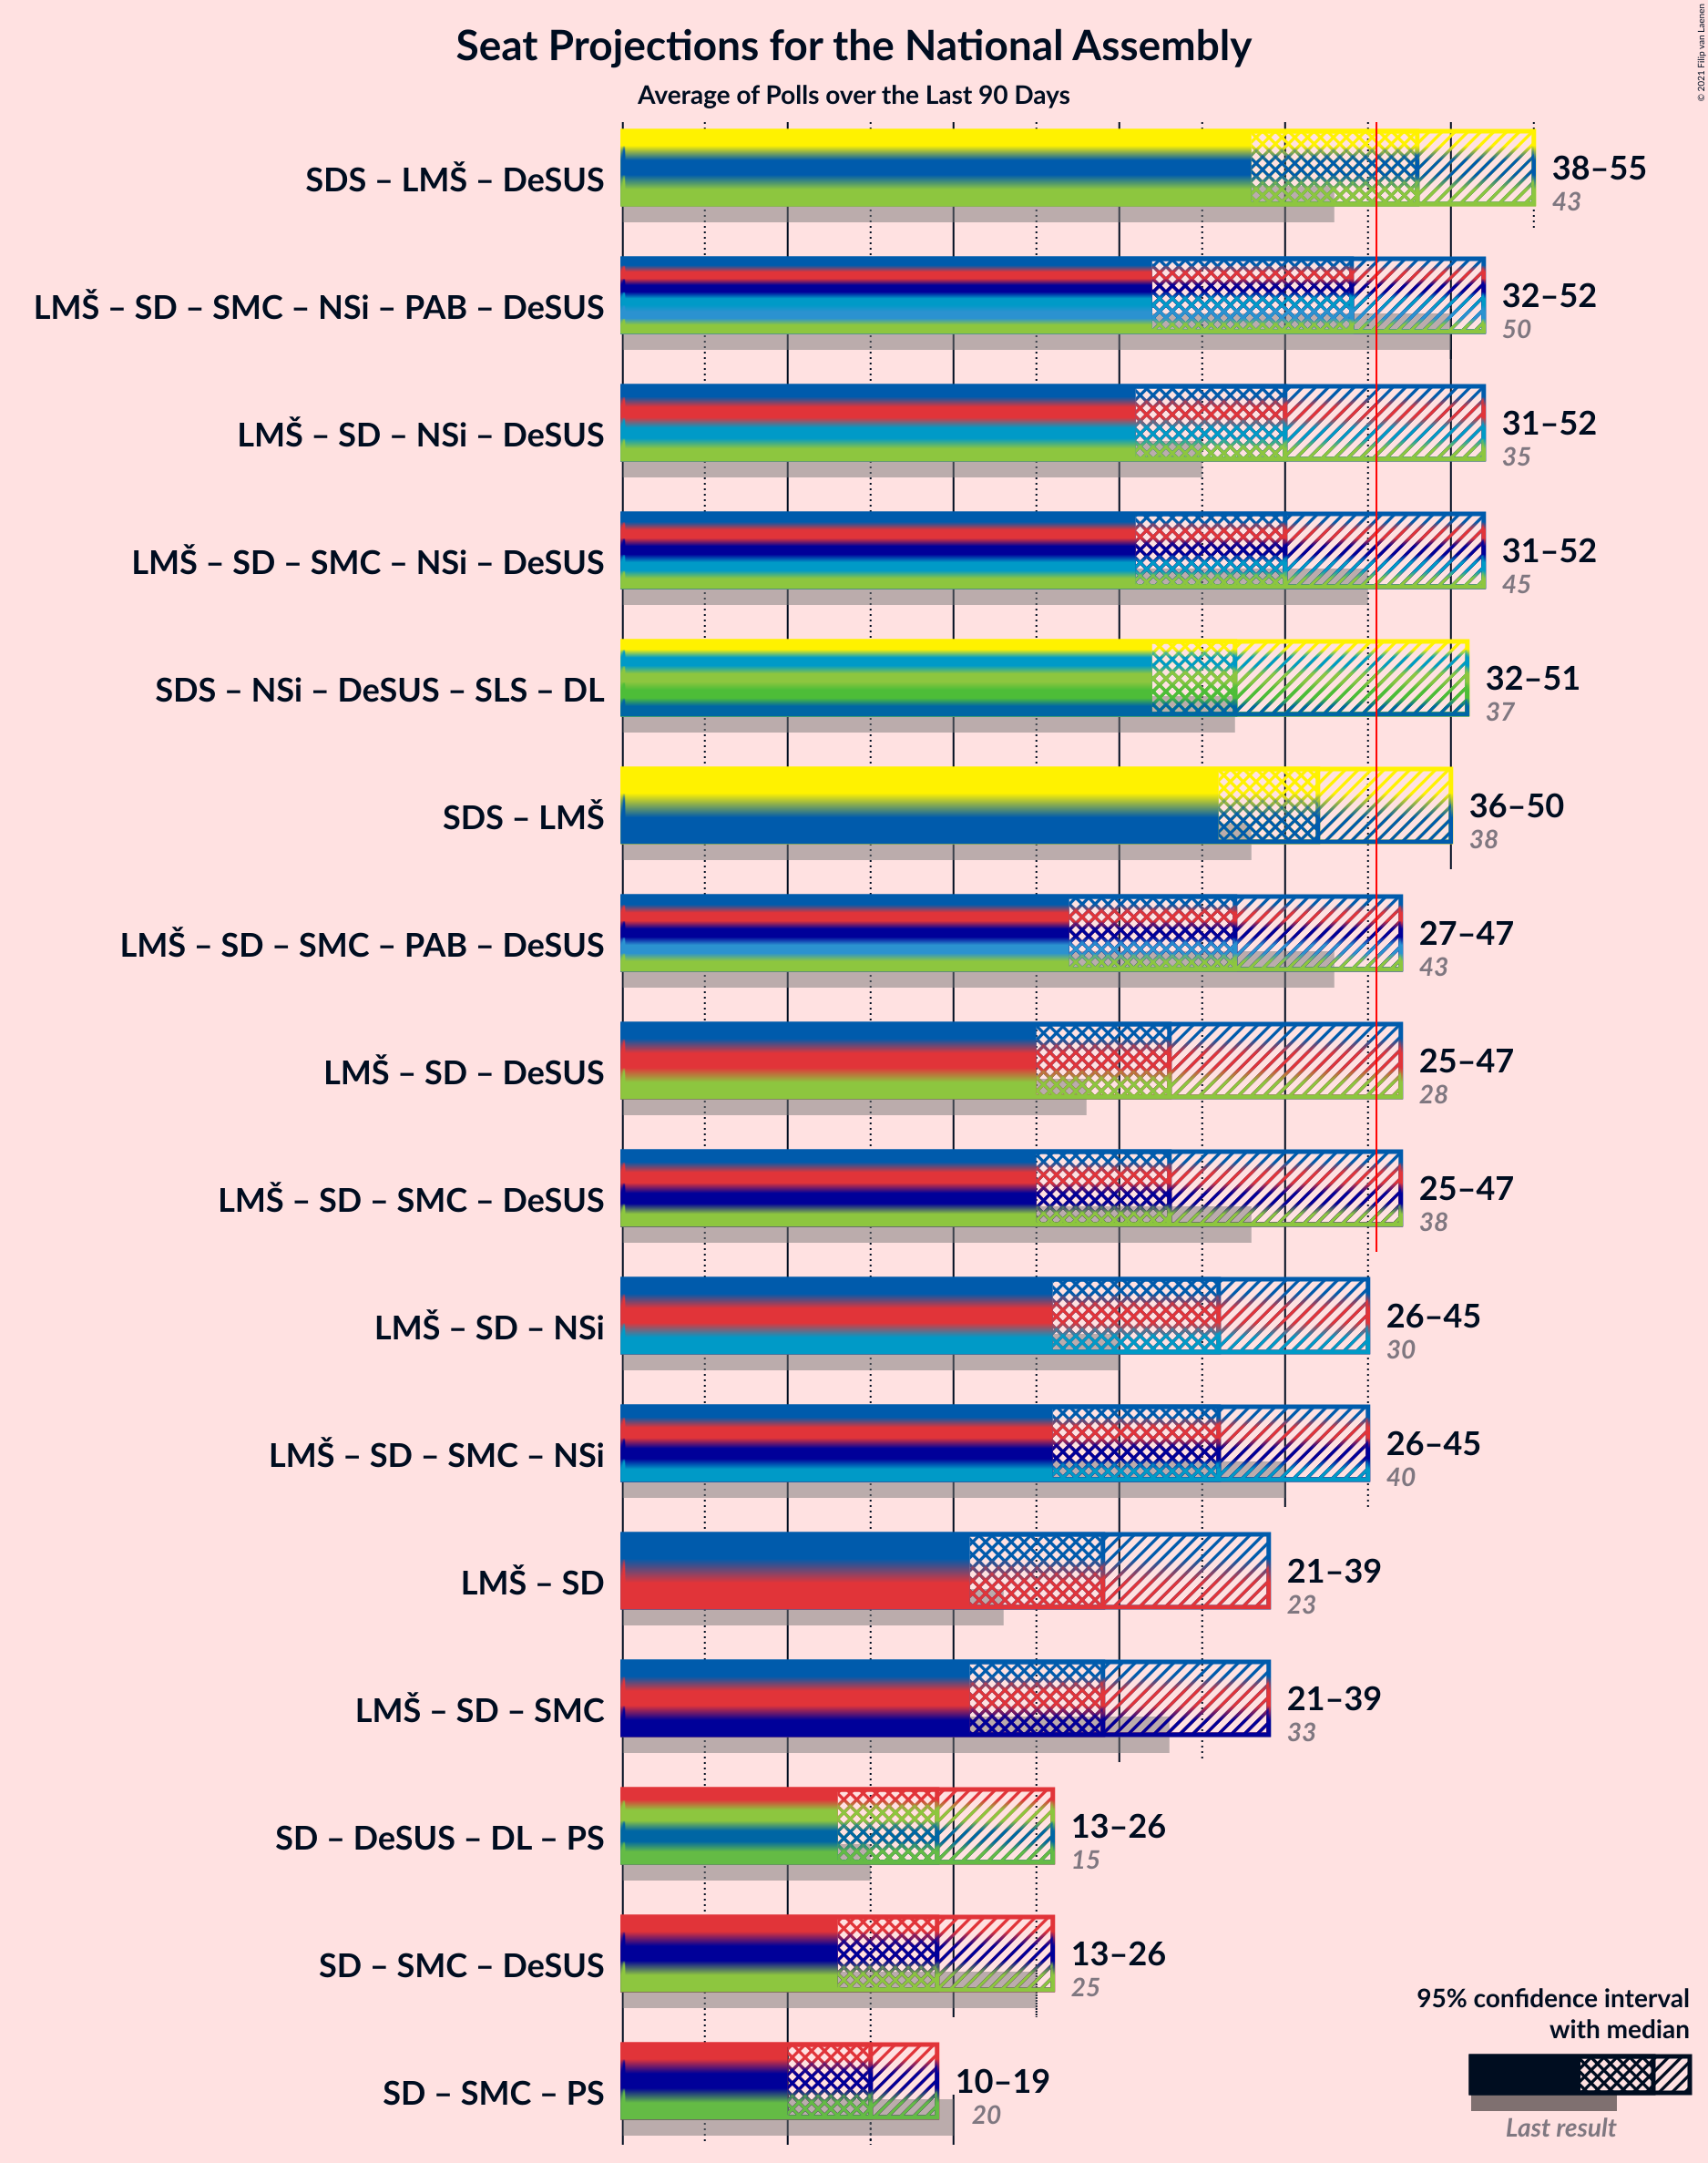 Seat Projections for the National Assembly
Average of Polls over the Last 90 Days
© 2021 Filip van Laenen
SDS – LMŠ – DeSUS
38–55
43
LMŠ – SD – SMC – NSi – PAB – DeSUS
32–52
50
LMŠ – SD – NSi – DeSUS
31–52
35
LMŠ – SD – SMC – NSi – DeSUS
31–52
45
SDS – NSi – DeSUS – SLS – DL
32–51
37
SDS – LMŠ
36–50
38
LMŠ – SD – SMC – PAB – DeSUS
27–47
43
LMŠ – SD – DeSUS
25–47
28
LMŠ – SD – SMC – DeSUS
25–47
38
LMŠ – SD – NSi
26–45
30
LMŠ – SD – SMC – NSi
26–45
40
LMŠ – SD
21–39
23
LMŠ – SD – SMC
21–39
33
SD – DeSUS – DL – PS
13–26
15
SD – SMC – DeSUS
13–26
25
SD – SMC – PS
10–19
20
95% confidence interval
with median
Last result